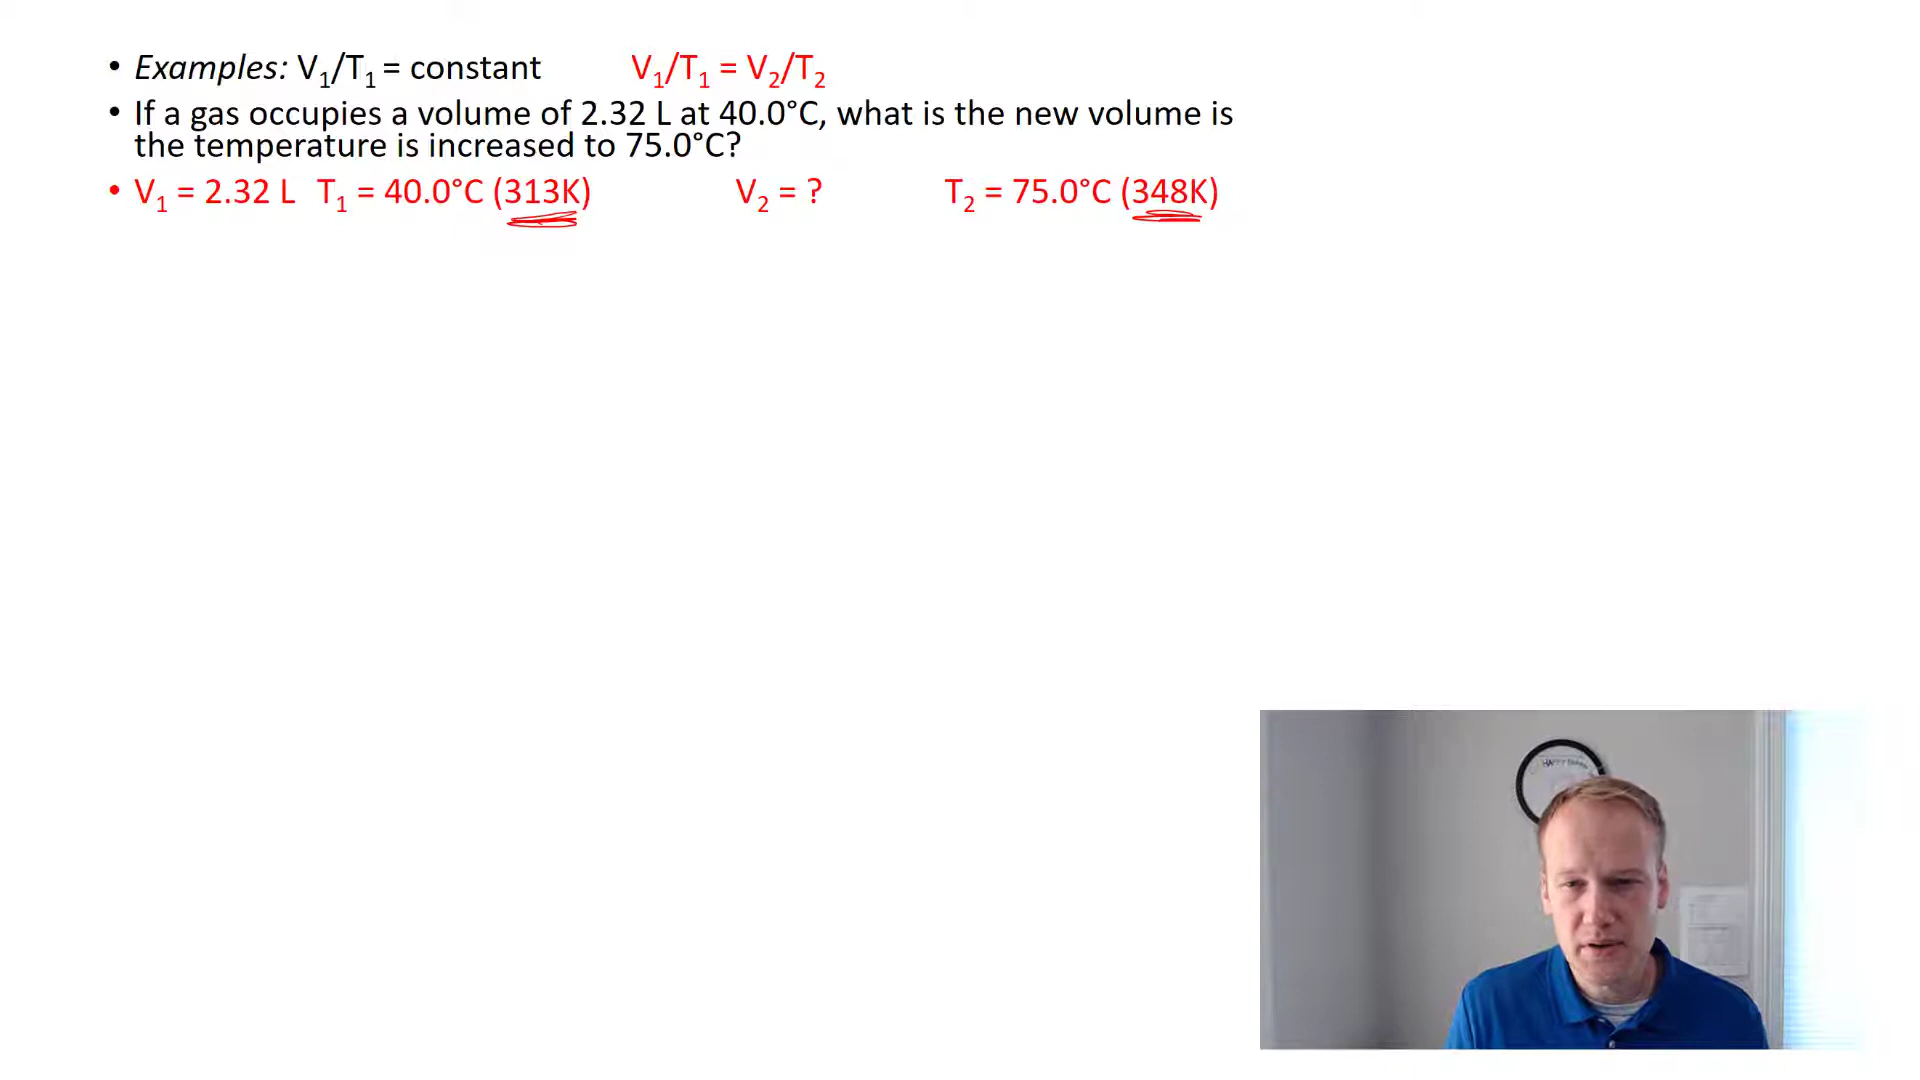 • Examples: V₁/T₁ = constant V₁/T₁ = V₂/T₂
• If a gas occupies a volume of 2.32 L at 40.0°C, what is the new volume is
the temperature is increased to 75.0°C?
• V₁ = 2.32 L T₁ = 40.0°C (313K) V₂ = ? T₂ = 75.0°C (348K)